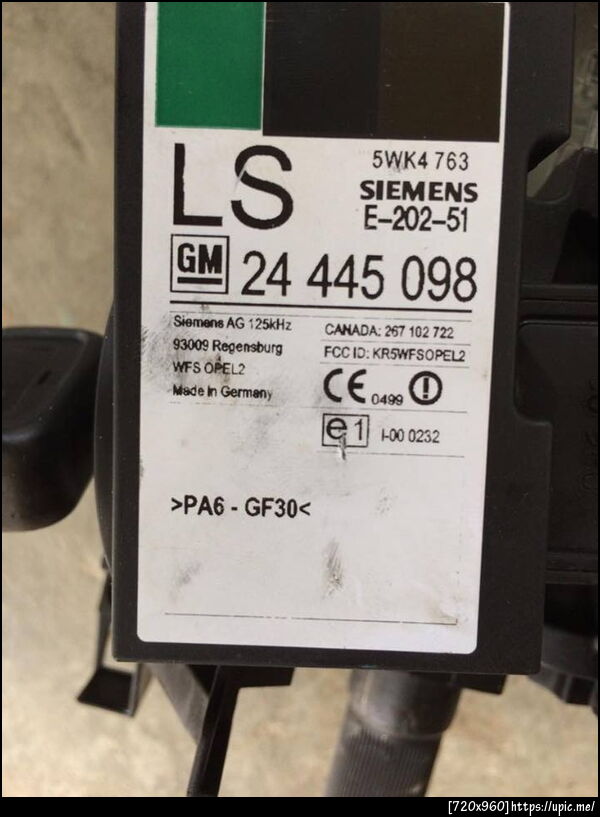 LS
5WK4 763
SIEMENS
E-202-51
GM 24 445 098
Siemens AG 125kHz
93009 Regensburg
WFS OPEL2
Made in Germany
CANADA: 267 102 722
FCC ID: KR5WFSOPEL2
CE 0499
e1 I-00 0232
>PA6 - GF30<
[720x960]https://upic.me/